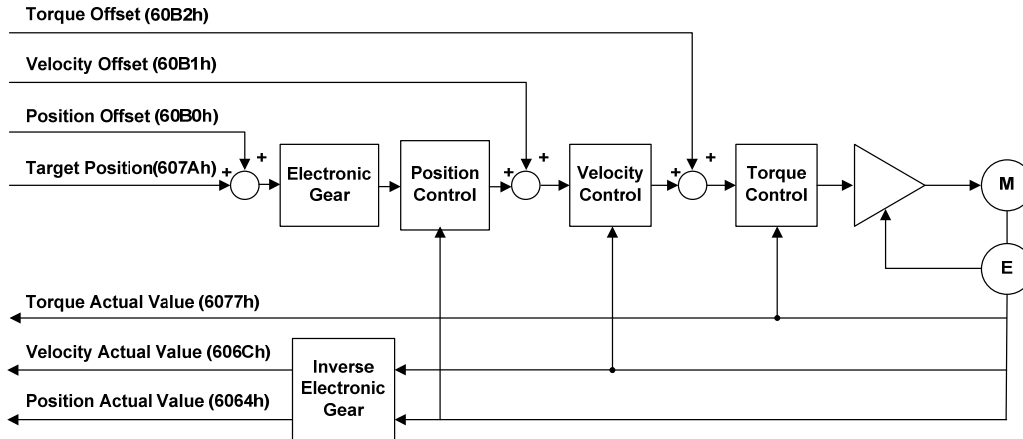 Torque Offset (60B2h)
Velocity Offset (60B1h)
Position Offset (60B0h)
Target Position(607Ah)
+
+
+
+
+
+
Electronic
Gear
Position
Control
Velocity
Control
Torque
Control
M
E
Torque Actual Value (6077h)
Velocity Actual Value (606Ch)
Position Actual Value (6064h)
Inverse
Electronic
Gear